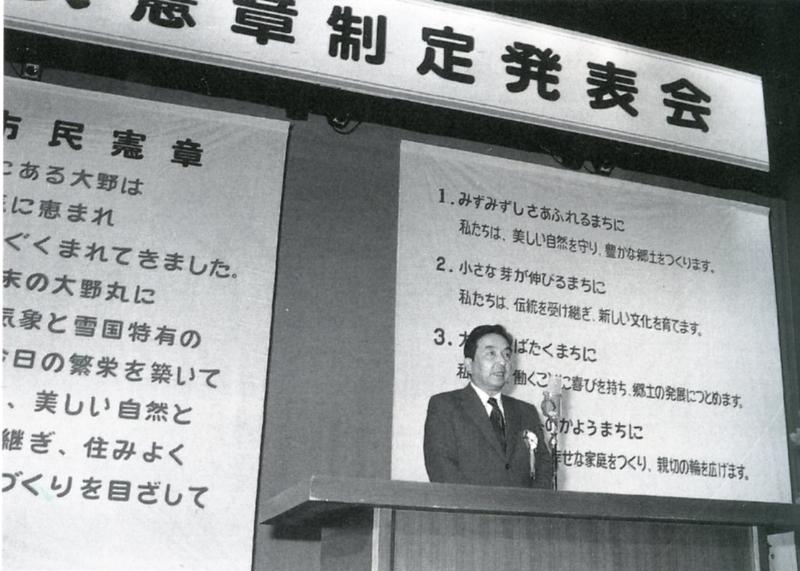 憲章制定発表会
市民憲章
にある大野は
に恵まれ
ぐくまれてきました。
末の大野丸に
気象と雪国特有の
今日の繁栄を築いて
、美しい自然と
継ぎ、住みよく
づくりを目ざして
1. みずみずしさあふれるまちに
私たちは、美しい自然を守り、豊かな郷土をつくります。
2. 小さな芽が伸びるまちに
私たちは、伝統を受け継ぎ、新しい文化を育てます。
3. ばたくまちに
私 働くこ に喜びを持ち、郷土の発展につとめます。
のかようまちに
せな家庭をつくり、親切の輪を広げます。